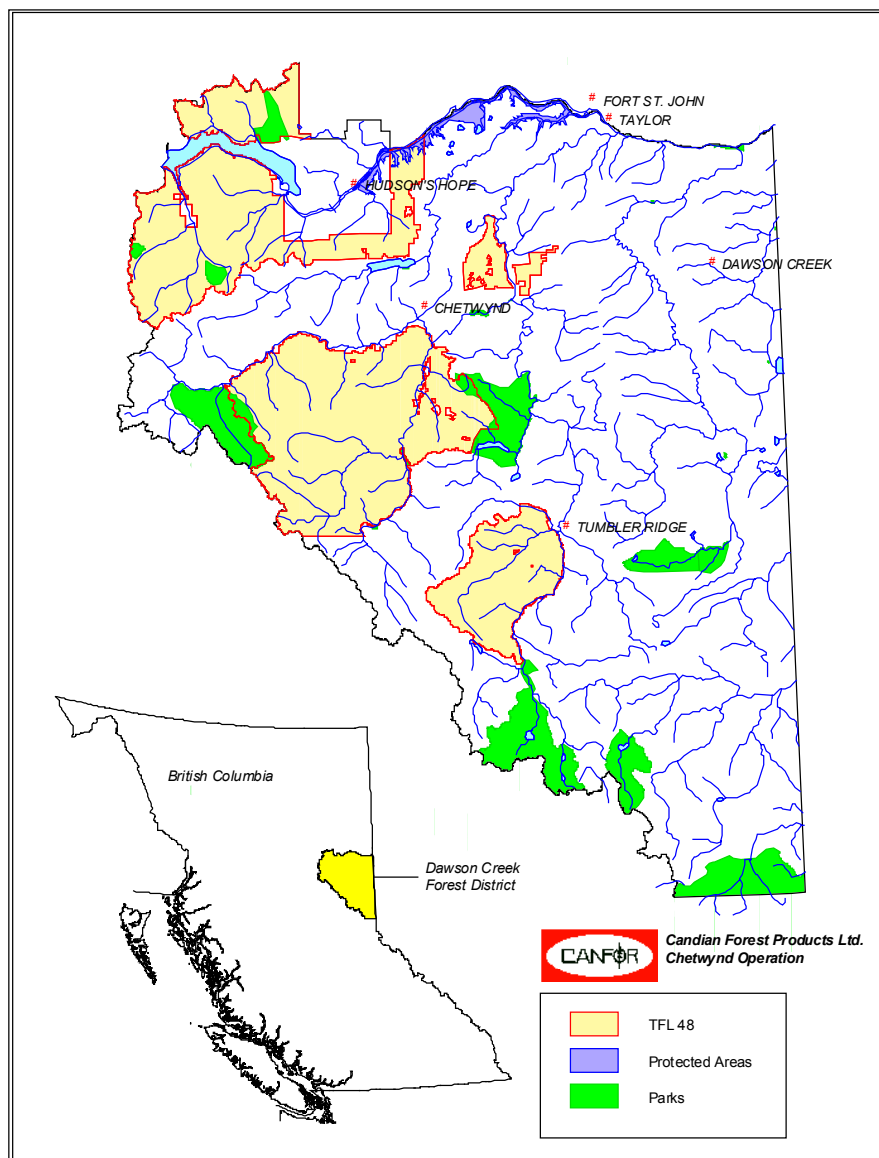 # FORT ST. JOHN
# TAYLOR
# HUDSON'S HOPE
# DAWSON CREEK
# CHETWYND
# TUMBLER RIDGE
British Columbia
Dawson Creek
Forest District
CANFOR
Candian Forest Products Ltd.
Chetwynd Operation
TFL 48
Protected Areas
Parks